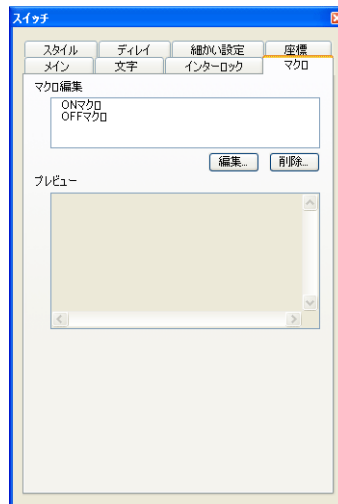 スイッチ
スタイル ディレイ 細かい設定 座標
メイン 文字 インターロック マクロ
マクロ編集
ONマクロ
OFFマクロ
編集... 削除...
プレビュー